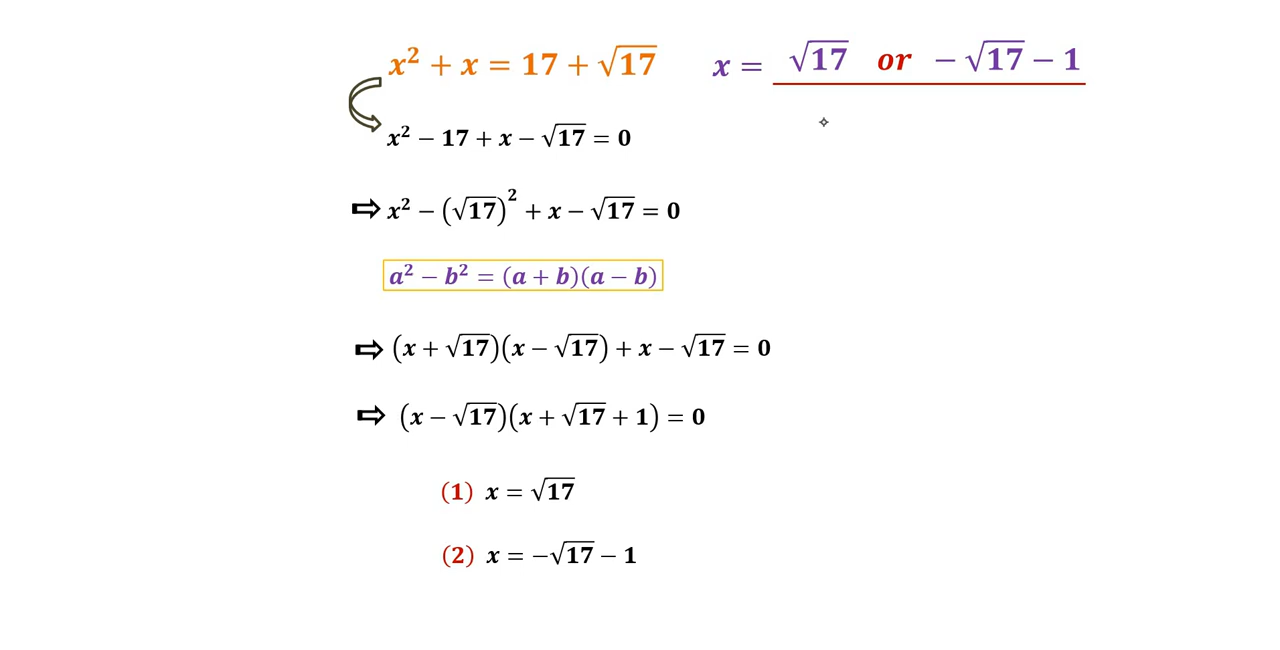 x² + x = 17 + √17 x = √17 or −√17 − 1
x² − 17 + x − √17 = 0
⇨ x² − (√17)² + x − √17 = 0
a² − b² = (a + b)(a − b)
⇨ (x + √17)(x − √17) + x − √17 = 0
⇨ (x − √17)(x + √17 + 1) = 0
(1) x = √17
(2) x = −√17 − 1